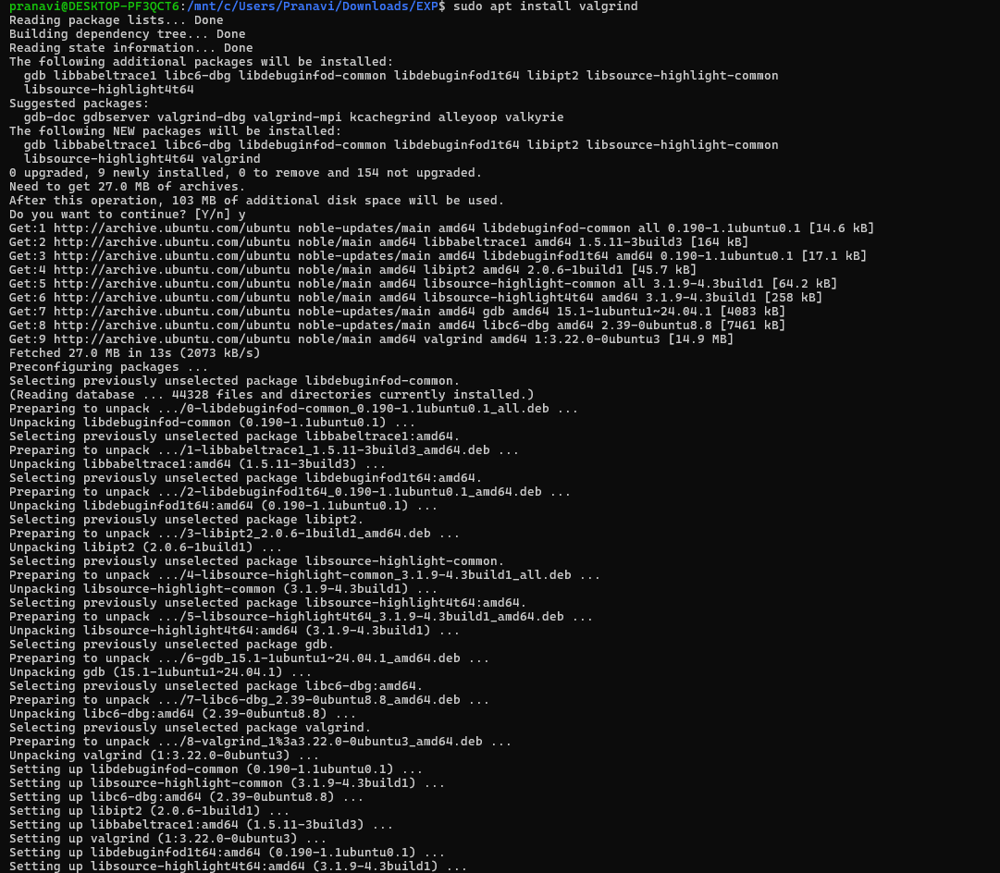 pranavi@DESKTOP-PF3QCT6:/mnt/c/Users/Pranavi/Downloads/EXP$ sudo apt install valgrind
Reading package lists... Done
Building dependency tree... Done
Reading state information... Done
The following additional packages will be installed:
  gdb libbabeltrace1 libc6-dbg libdebuginfod-common libdebuginfod1t64 libipt2 libsource-highlight-common
  libsource-highlight4t64
Suggested packages:
  gdb-doc gdbserver valgrind-dbg valgrind-mpi kcachegrind alleyoop valkyrie
The following NEW packages will be installed:
  gdb libbabeltrace1 libc6-dbg libdebuginfod-common libdebuginfod1t64 libipt2 libsource-highlight-common
  libsource-highlight4t64 valgrind
0 upgraded, 9 newly installed, 0 to remove and 154 not upgraded.
Need to get 27.0 MB of archives.
After this operation, 103 MB of additional disk space will be used.
Do you want to continue? [Y/n] y
Get:1 http://archive.ubuntu.com/ubuntu noble-updates/main amd64 libdebuginfod-common all 0.190-1.1ubuntu0.1 [14.6 kB]
Get:2 http://archive.ubuntu.com/ubuntu noble/main amd64 libbabeltrace1 amd64 1.5.11-3build3 [164 kB]
Get:3 http://archive.ubuntu.com/ubuntu noble-updates/main amd64 libdebuginfod1t64 amd64 0.190-1.1ubuntu0.1 [17.1 kB]
Get:4 http://archive.ubuntu.com/ubuntu noble/main amd64 libipt2 amd64 2.0.6-1build1 [45.7 kB]
Get:5 http://archive.ubuntu.com/ubuntu noble/main amd64 libsource-highlight-common all 3.1.9-4.3build1 [64.2 kB]
Get:6 http://archive.ubuntu.com/ubuntu noble/main amd64 libsource-highlight4t64 amd64 3.1.9-4.3build1 [258 kB]
Get:7 http://archive.ubuntu.com/ubuntu noble-updates/main amd64 gdb amd64 15.1-1ubuntu1~24.04.1 [4083 kB]
Get:8 http://archive.ubuntu.com/ubuntu noble-updates/main amd64 libc6-dbg amd64 2.39-0ubuntu8.8 [7461 kB]
Get:9 http://archive.ubuntu.com/ubuntu noble/main amd64 valgrind amd64 1:3.22.0-0ubuntu3 [14.9 MB]
Fetched 27.0 MB in 13s (2073 kB/s)
Preconfiguring packages ...
Selecting previously unselected package libdebuginfod-common.
(Reading database ... 44328 files and directories currently installed.)
Preparing to unpack .../0-libdebuginfod-common_0.190-1.1ubuntu0.1_all.deb ...
Unpacking libdebuginfod-common (0.190-1.1ubuntu0.1) ...
Selecting previously unselected package libbabeltrace1:amd64.
Preparing to unpack .../1-libbabeltrace1_1.5.11-3build3_amd64.deb ...
Unpacking libbabeltrace1:amd64 (1.5.11-3build3) ...
Selecting previously unselected package libdebuginfod1t64:amd64.
Preparing to unpack .../2-libdebuginfod1t64_0.190-1.1ubuntu0.1_amd64.deb ...
Unpacking libdebuginfod1t64:amd64 (0.190-1.1ubuntu0.1) ...
Selecting previously unselected package libipt2.
Preparing to unpack .../3-libipt2_2.0.6-1build1_amd64.deb ...
Unpacking libipt2 (2.0.6-1build1) ...
Selecting previously unselected package libsource-highlight-common.
Preparing to unpack .../4-libsource-highlight-common_3.1.9-4.3build1_all.deb ...
Unpacking libsource-highlight-common (3.1.9-4.3build1) ...
Selecting previously unselected package libsource-highlight4t64:amd64.
Preparing to unpack .../5-libsource-highlight4t64_3.1.9-4.3build1_amd64.deb ...
Unpacking libsource-highlight4t64:amd64 (3.1.9-4.3build1) ...
Selecting previously unselected package gdb.
Preparing to unpack .../6-gdb_15.1-1ubuntu1~24.04.1_amd64.deb ...
Unpacking gdb (15.1-1ubuntu1~24.04.1) ...
Selecting previously unselected package libc6-dbg:amd64.
Preparing to unpack .../7-libc6-dbg_2.39-0ubuntu8.8_amd64.deb ...
Unpacking libc6-dbg:amd64 (2.39-0ubuntu8.8) ...
Selecting previously unselected package valgrind.
Preparing to unpack .../8-valgrind_1%3a3.22.0-0ubuntu3_amd64.deb ...
Unpacking valgrind (1:3.22.0-0ubuntu3) ...
Setting up libdebuginfod-common (0.190-1.1ubuntu0.1) ...
Setting up libsource-highlight-common (3.1.9-4.3build1) ...
Setting up libc6-dbg:amd64 (2.39-0ubuntu8.8) ...
Setting up libipt2 (2.0.6-1build1) ...
Setting up libbabeltrace1:amd64 (1.5.11-3build3) ...
Setting up valgrind (1:3.22.0-0ubuntu3) ...
Setting up libdebuginfod1t64:amd64 (0.190-1.1ubuntu0.1) ...
Setting up libsource-highlight4t64:amd64 (3.1.9-4.3build1) ...